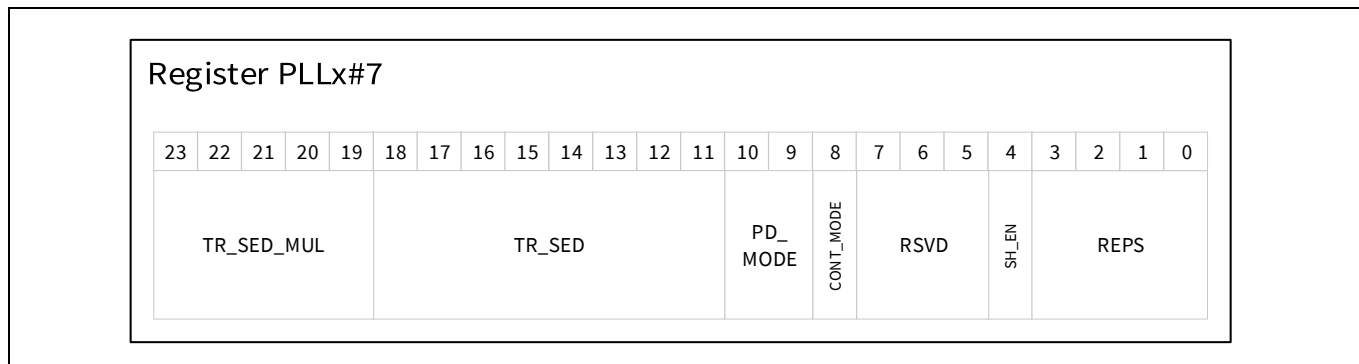 Register PLLx#7
23 22 21 20 19 18 17 16 15 14 13 12 11 10 9 8 7 6 5 4 3 2 1 0
TR_SED_MUL TR_SED PD_
MODE CONT_MODE RSVD SH_EN REPS